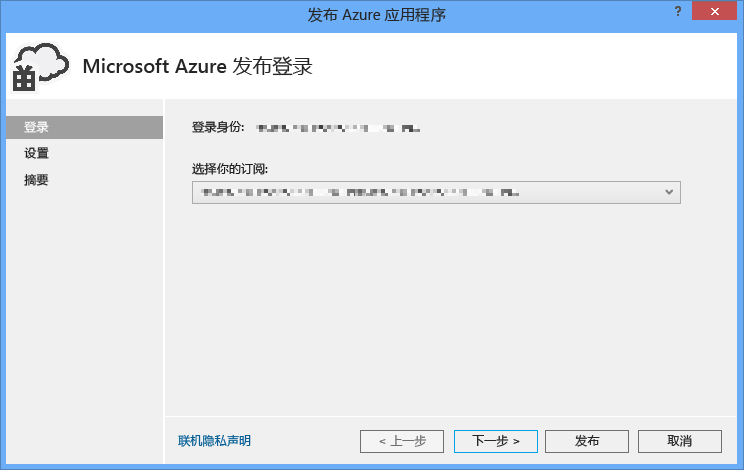 发布 Azure 应用程序
?
Microsoft Azure 发布登录
登录
设置
摘要
登录身份:
选择你的订阅:
联机隐私声明
< 上一步
下一步 >
发布
取消